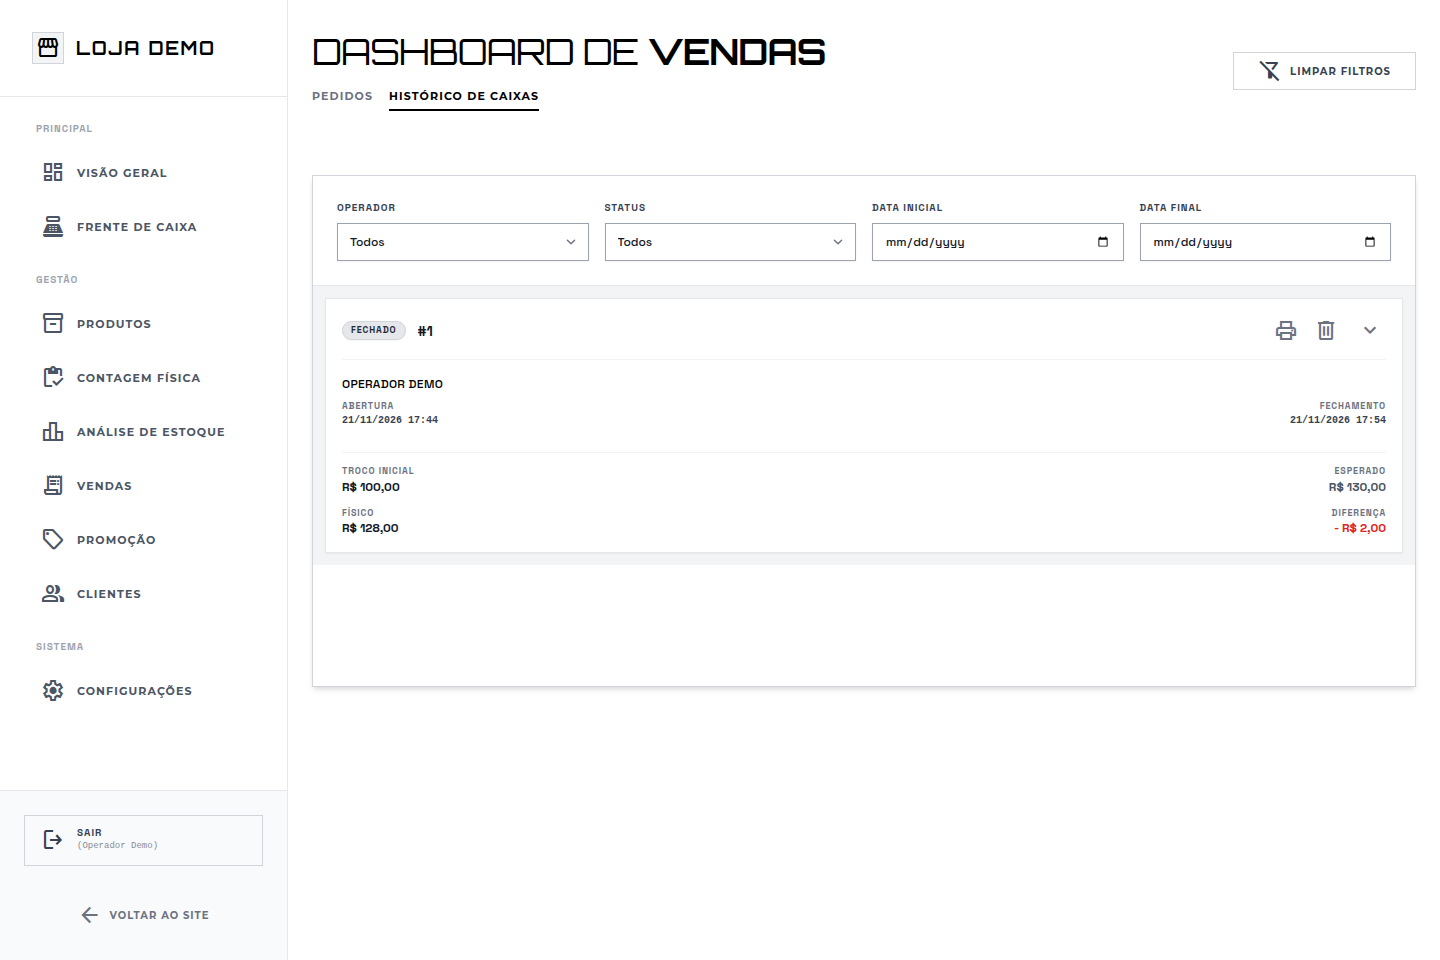 LOJA DEMO
PRINCIPAL
VISÃO GERAL
FRENTE DE CAIXA
GESTÃO
PRODUTOS
CONTAGEM FÍSICA
ANÁLISE DE ESTOQUE
VENDAS
PROMOÇÃO
CLIENTES
SISTEMA
CONFIGURAÇÕES
SAIR
(Operador Demo)
VOLTAR AO SITE
DASHBOARD DE VENDAS
PEDIDOS HISTÓRICO DE CAIXAS
LIMPAR FILTROS
OPERADOR STATUS DATA INICIAL DATA FINAL
Todos Todos mm/dd/yyyy mm/dd/yyyy
FECHADO #1
OPERADOR DEMO
ABERTURA FECHAMENTO
21/11/2026 17:44 21/11/2026 17:54
TROCO INICIAL ESPERADO
R$ 100,00 R$ 130,00
FÍSICO DIFERENÇA
R$ 128,00 - R$ 2,00